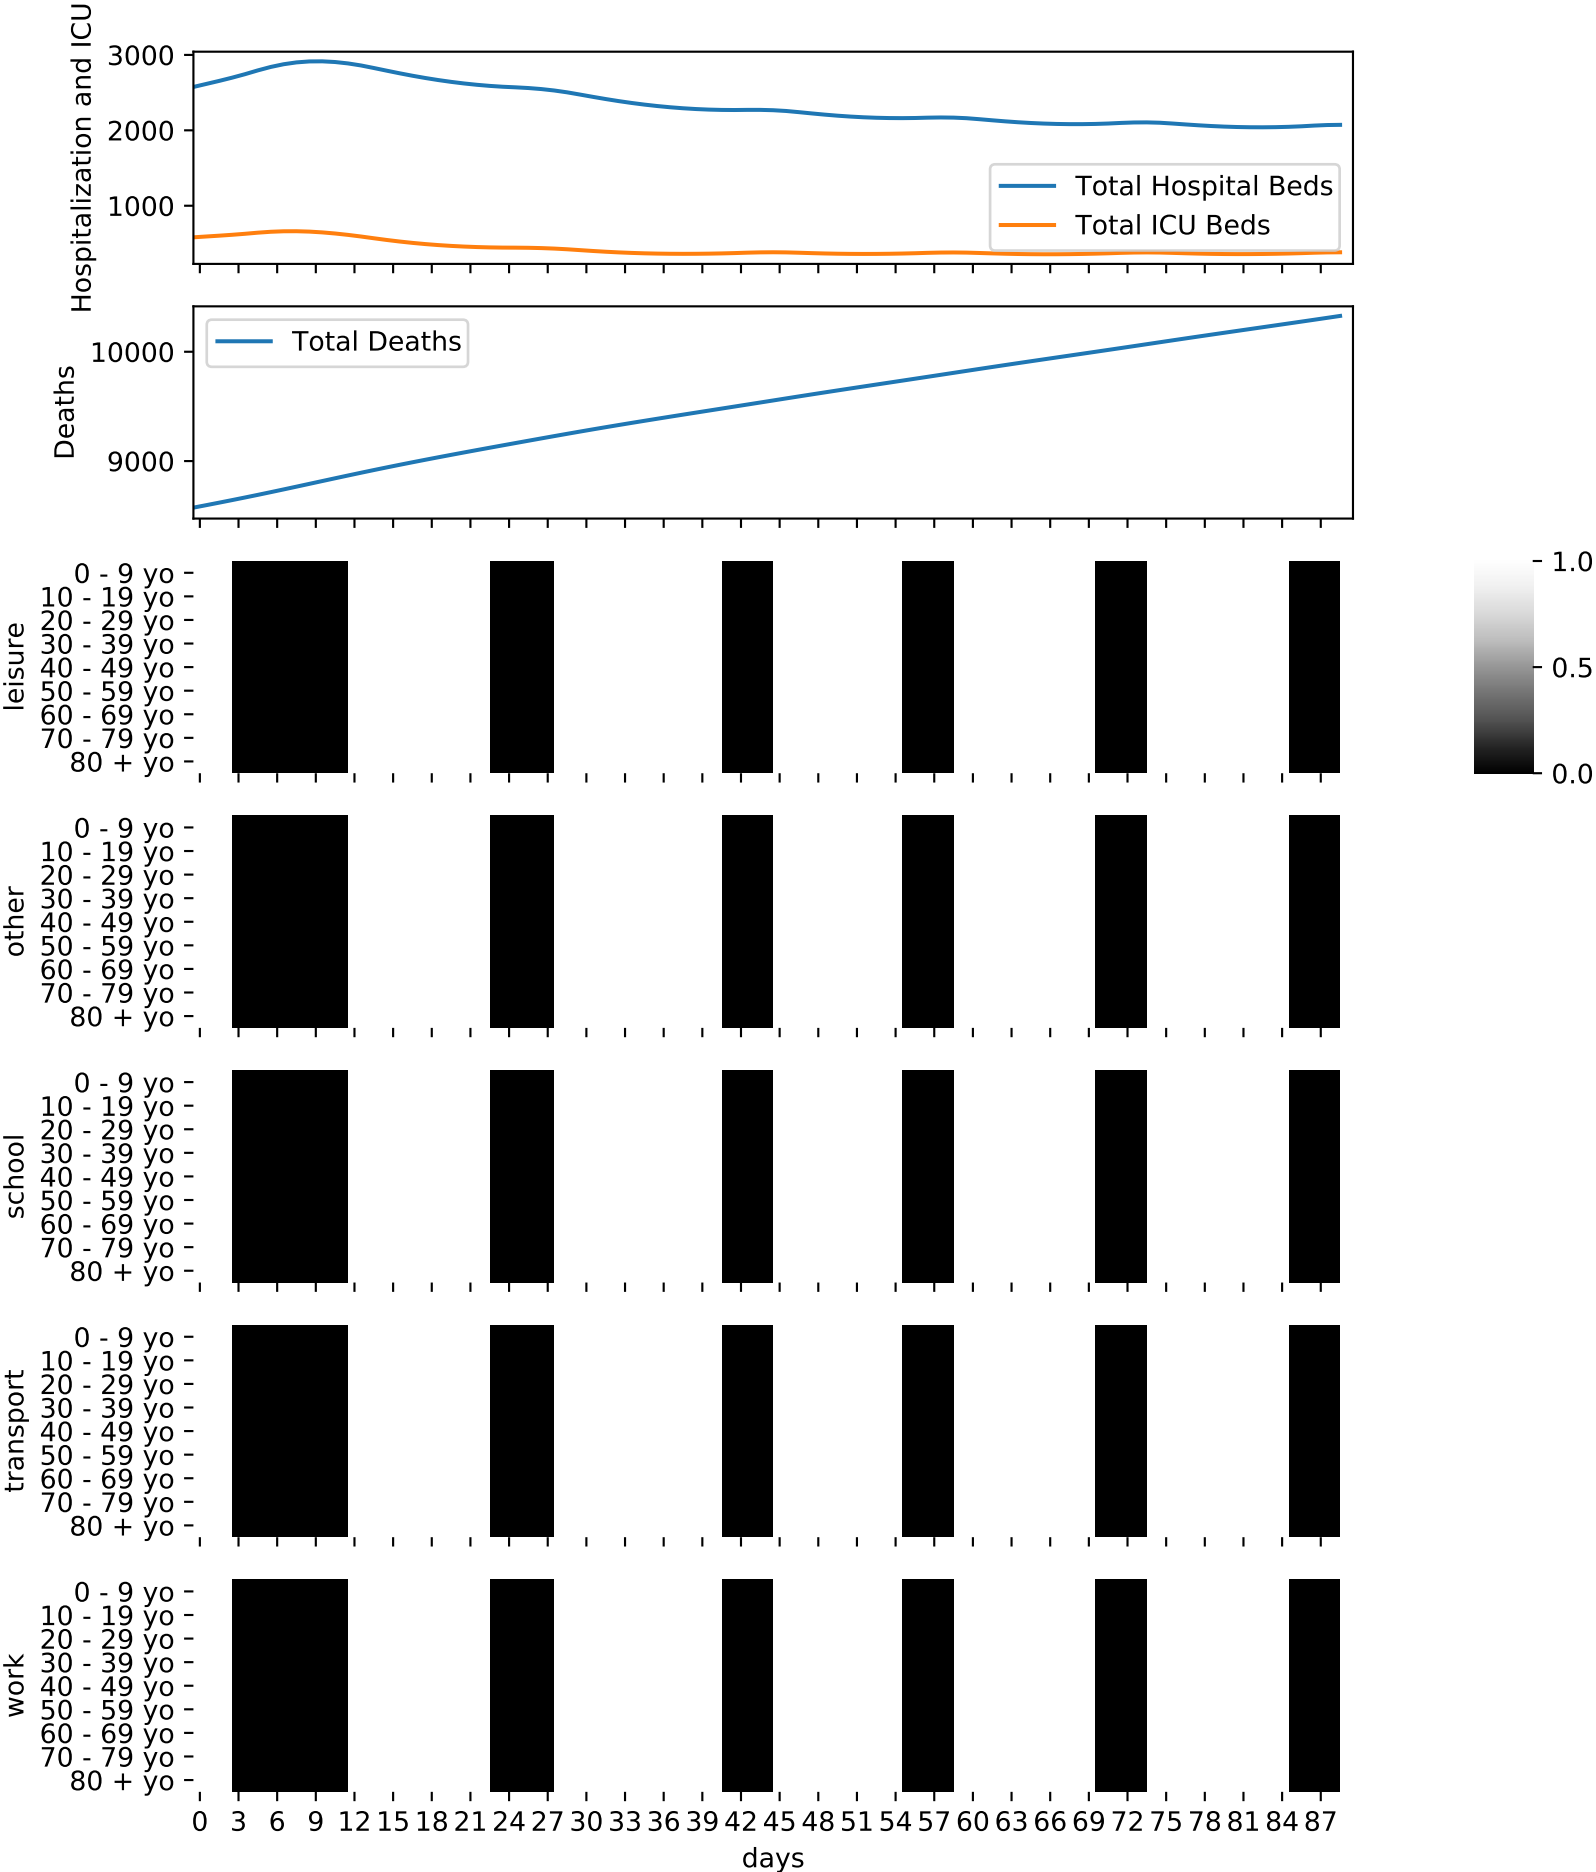 Hospitalization and ICU
3000
2000
1000
Total Hospital Beds
Total ICU Beds
Deaths
10000
9000
Total Deaths
leisure
0 - 9 yo
10 - 19 yo
20 - 29 yo
30 - 39 yo
40 - 49 yo
50 - 59 yo
60 - 69 yo
70 - 79 yo
80 + yo
1.0
0.5
0.0
other
0 - 9 yo
10 - 19 yo
20 - 29 yo
30 - 39 yo
40 - 49 yo
50 - 59 yo
60 - 69 yo
70 - 79 yo
80 + yo
school
0 - 9 yo
10 - 19 yo
20 - 29 yo
30 - 39 yo
40 - 49 yo
50 - 59 yo
60 - 69 yo
70 - 79 yo
80 + yo
transport
0 - 9 yo
10 - 19 yo
20 - 29 yo
30 - 39 yo
40 - 49 yo
50 - 59 yo
60 - 69 yo
70 - 79 yo
80 + yo
work
0 - 9 yo
10 - 19 yo
20 - 29 yo
30 - 39 yo
40 - 49 yo
50 - 59 yo
60 - 69 yo
70 - 79 yo
80 + yo
0 3 6 9 12 15 18 21 24 27 30 33 36 39 42 45 48 51 54 57 60 63 66 69 72 75 78 81 84 87
days